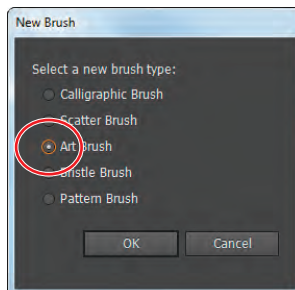 New Brush
Select a new brush type:
Calligraphic Brush
Scatter Brush
Art Brush
Bristle Brush
Pattern Brush
OK Cancel